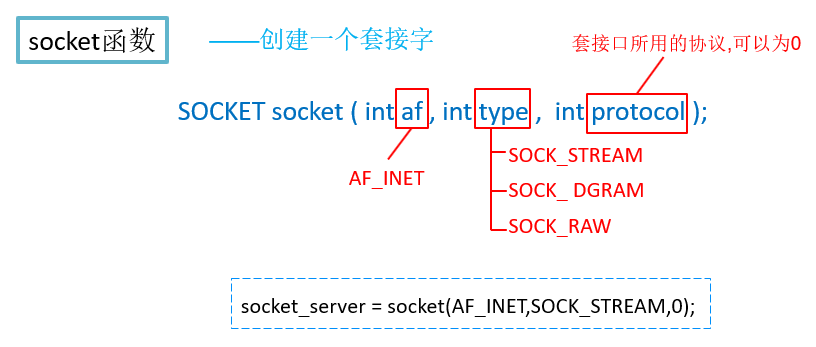 socket函数
——创建一个套接字
套接口所用的协议,可以为0
SOCKET socket ( int af , int type , int protocol );
AF_INET
SOCK_STREAM
SOCK_ DGRAM
SOCK_RAW
socket_server = socket(AF_INET,SOCK_STREAM,0);